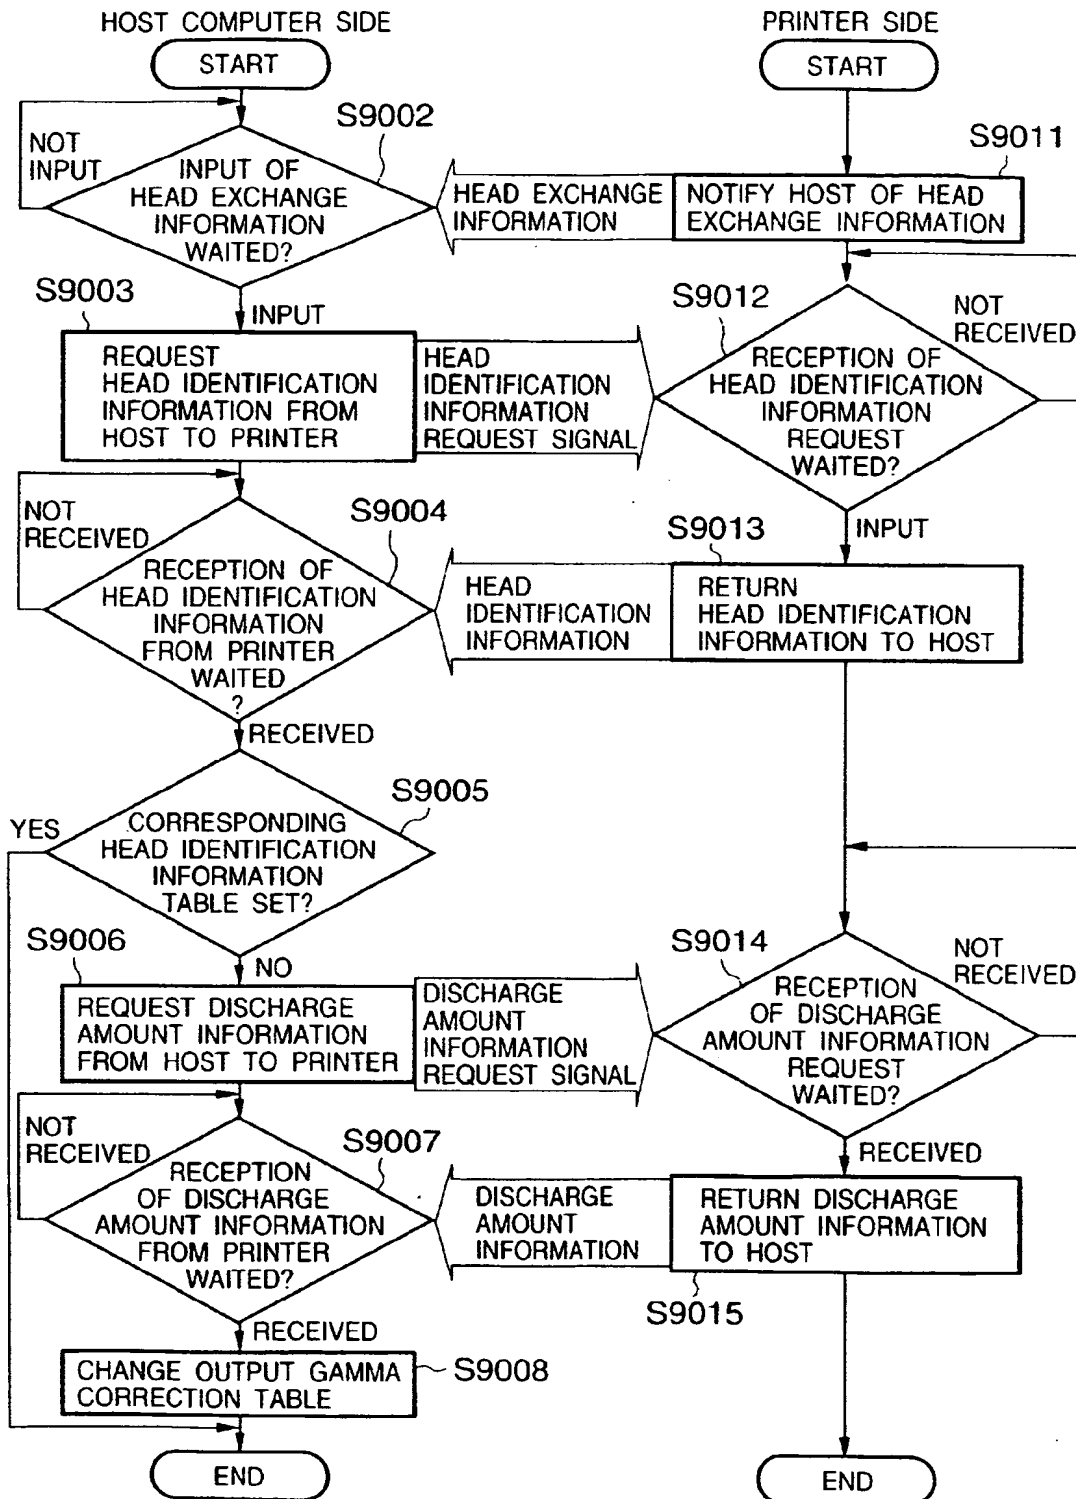 HOST COMPUTER SIDE
PRINTER SIDE
START
START
S9002
NOT
INPUT
INPUT OF
HEAD EXCHANGE
INFORMATION
WAITED?
HEAD EXCHANGE
INFORMATION
S9011
NOTIFY HOST OF HEAD
EXCHANGE INFORMATION
S9003
INPUT
REQUEST
HEAD IDENTIFICATION
INFORMATION FROM
HOST TO PRINTER
HEAD
IDENTIFICATION
INFORMATION
REQUEST SIGNAL
S9012
NOT
RECEIVED
RECEPTION OF
HEAD IDENTIFICATION
INFORMATION
REQUEST
WAITED?
INPUT
NOT
RECEIVED
S9004
RECEPTION OF
HEAD IDENTIFICATION
INFORMATION
FROM PRINTER
WAITED
?
HEAD
IDENTIFICATION
INFORMATION
S9013
RETURN
HEAD IDENTIFICATION
INFORMATION TO HOST
RECEIVED
S9005
YES
CORRESPONDING
HEAD IDENTIFICATION
INFORMATION
TABLE SET?
NO
S9006
REQUEST DISCHARGE
AMOUNT INFORMATION
FROM HOST TO PRINTER
DISCHARGE
AMOUNT
INFORMATION
REQUEST SIGNAL
S9014
NOT
RECEIVED
RECEPTION
OF DISCHARGE
AMOUNT INFORMATION
REQUEST
WAITED?
RECEIVED
NOT
RECEIVED
S9007
RECEPTION
OF DISCHARGE
AMOUNT INFORMATION
FROM PRINTER
WAITED?
DISCHARGE
AMOUNT
INFORMATION
RETURN DISCHARGE
AMOUNT INFORMATION
TO HOST
S9015
RECEIVED
S9008
CHANGE OUTPUT GAMMA
CORRECTION TABLE
END
END